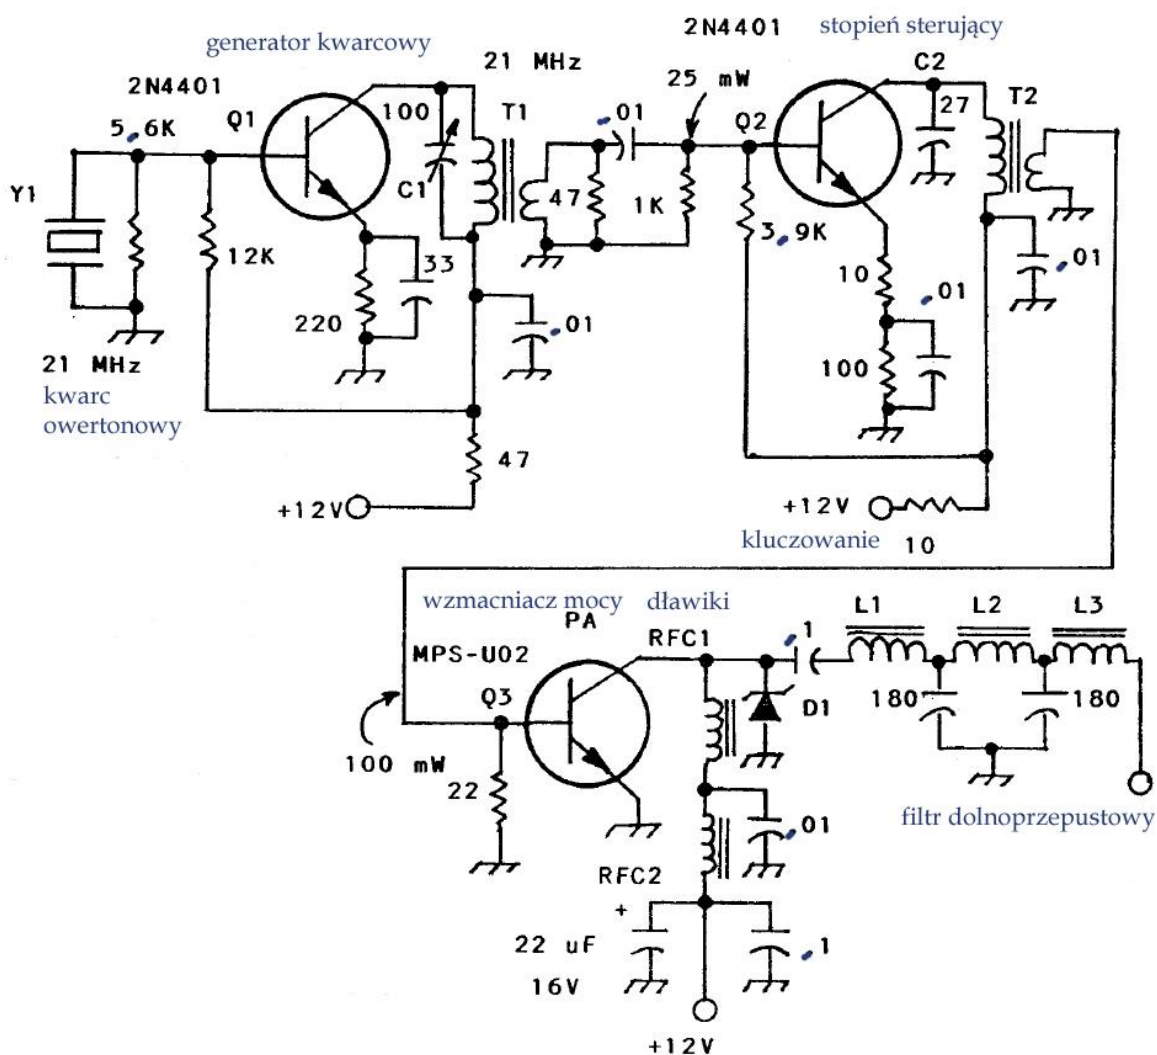 generator kwarcowy
2N4401
stopień sterujący
21 MHz
25 mW
C2
2N4401
Q1
5.6K
100
T1
.01
Q2
27
T2
Y1
C1
47
1K
12K
33
3.9K
.01
10
.01
220
.01
100
21 MHz
kwarc
owertonowy
47
+12V
+12V
kluczowanie
10
wzmacniacz mocy
dławiki
PA
RFC1
.1
L1
L2
L3
MPS-U02
Q3
D1
180
180
100 mW
22
.01
filtr dolnoprzepustowy
RFC2
+
22 uF
16V
.1
+12V